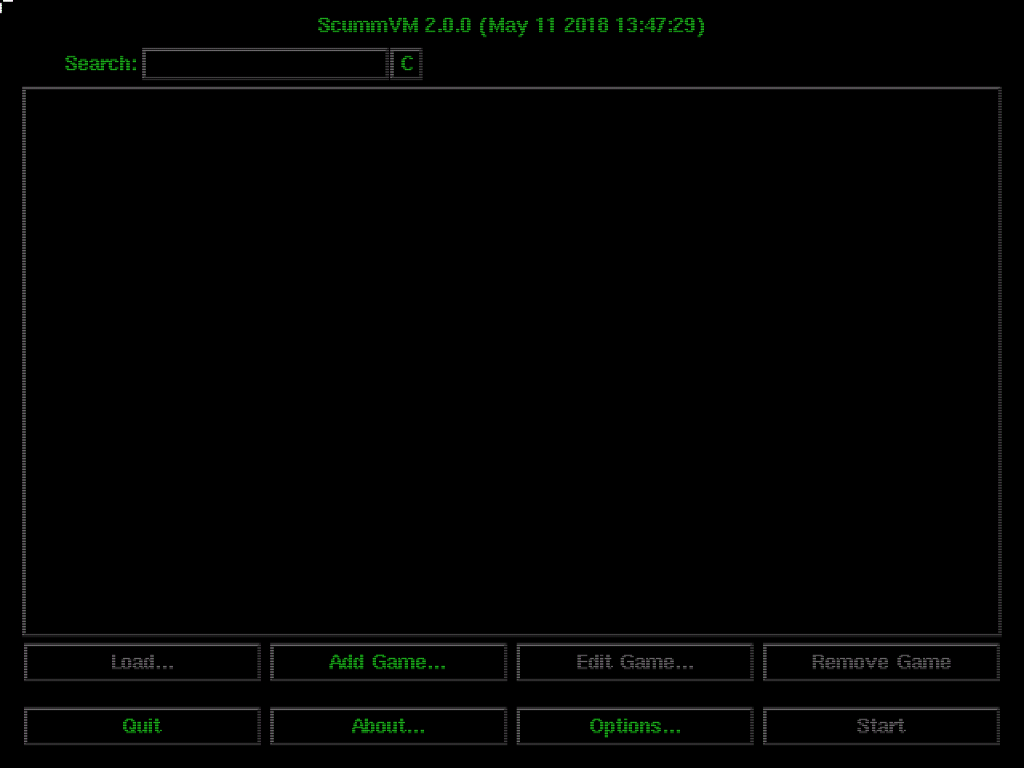 ScummVM 2.0.0 (May 11 2018 13:47:29)
Search: C
Load... Add Game... Edit Game... Remove Game
Quit About... Options... Start